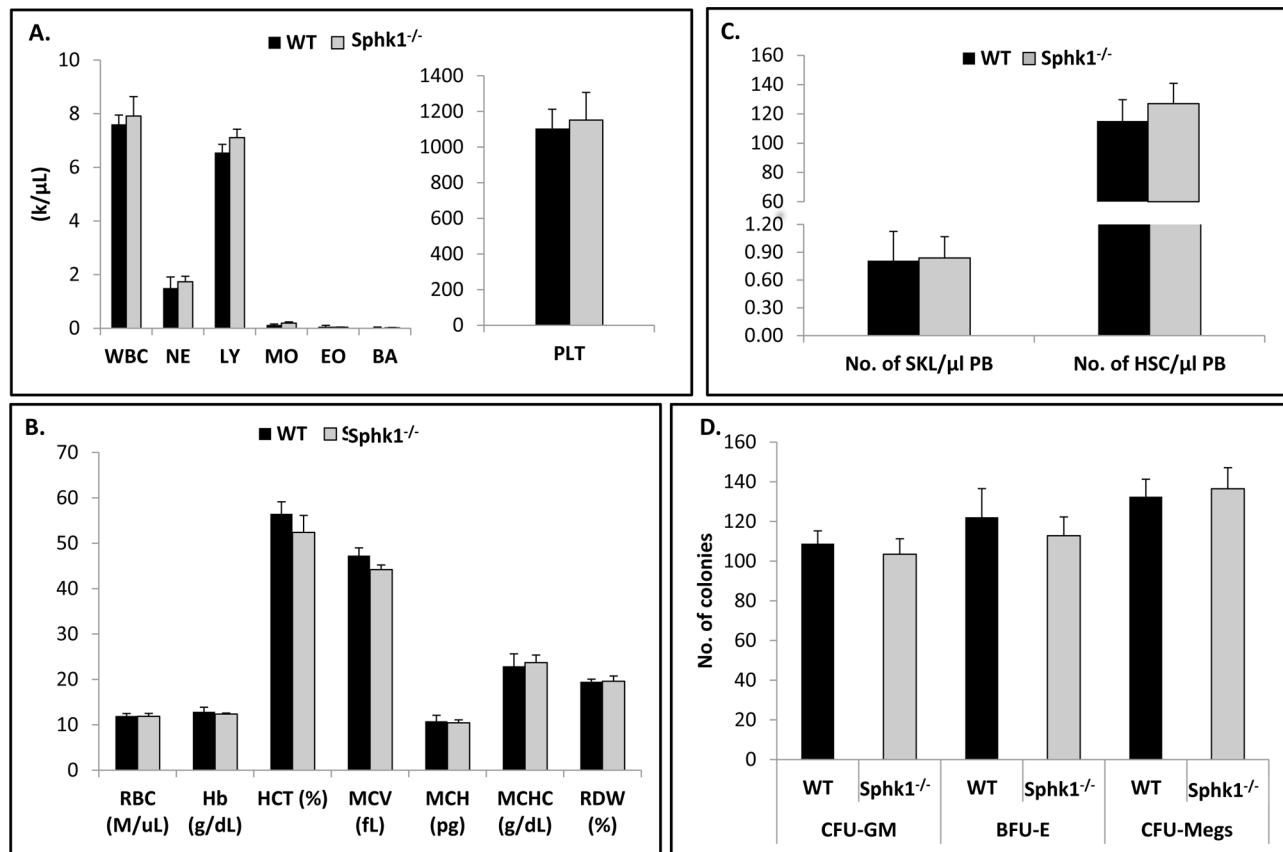 A.
WT Sphk1-/-
10
8
6
4
2
0
(k/µL)
WBC NE LY MO EO BA
1400
1200
1000
800
600
400
200
0
PLT
B.
WT Sphk1-/-
70
60
50
40
30
20
10
0
RBC Hb HCT (%) MCV MCH MCHC RDW
(M/uL) (g/dL) (fL) (pg) (g/dL) (%)
C.
WT Sphk1-/-
160
140
120
100
80
60
1.20
0.90
0.60
0.30
0.00
No. of SKL/µl PB No. of HSC/µl PB
D.
160
140
120
100
80
60
40
20
0
No. of colonies
WT Sphk1-/- WT Sphk1-/- WT Sphk1-/-
CFU-GM BFU-E CFU-Megs